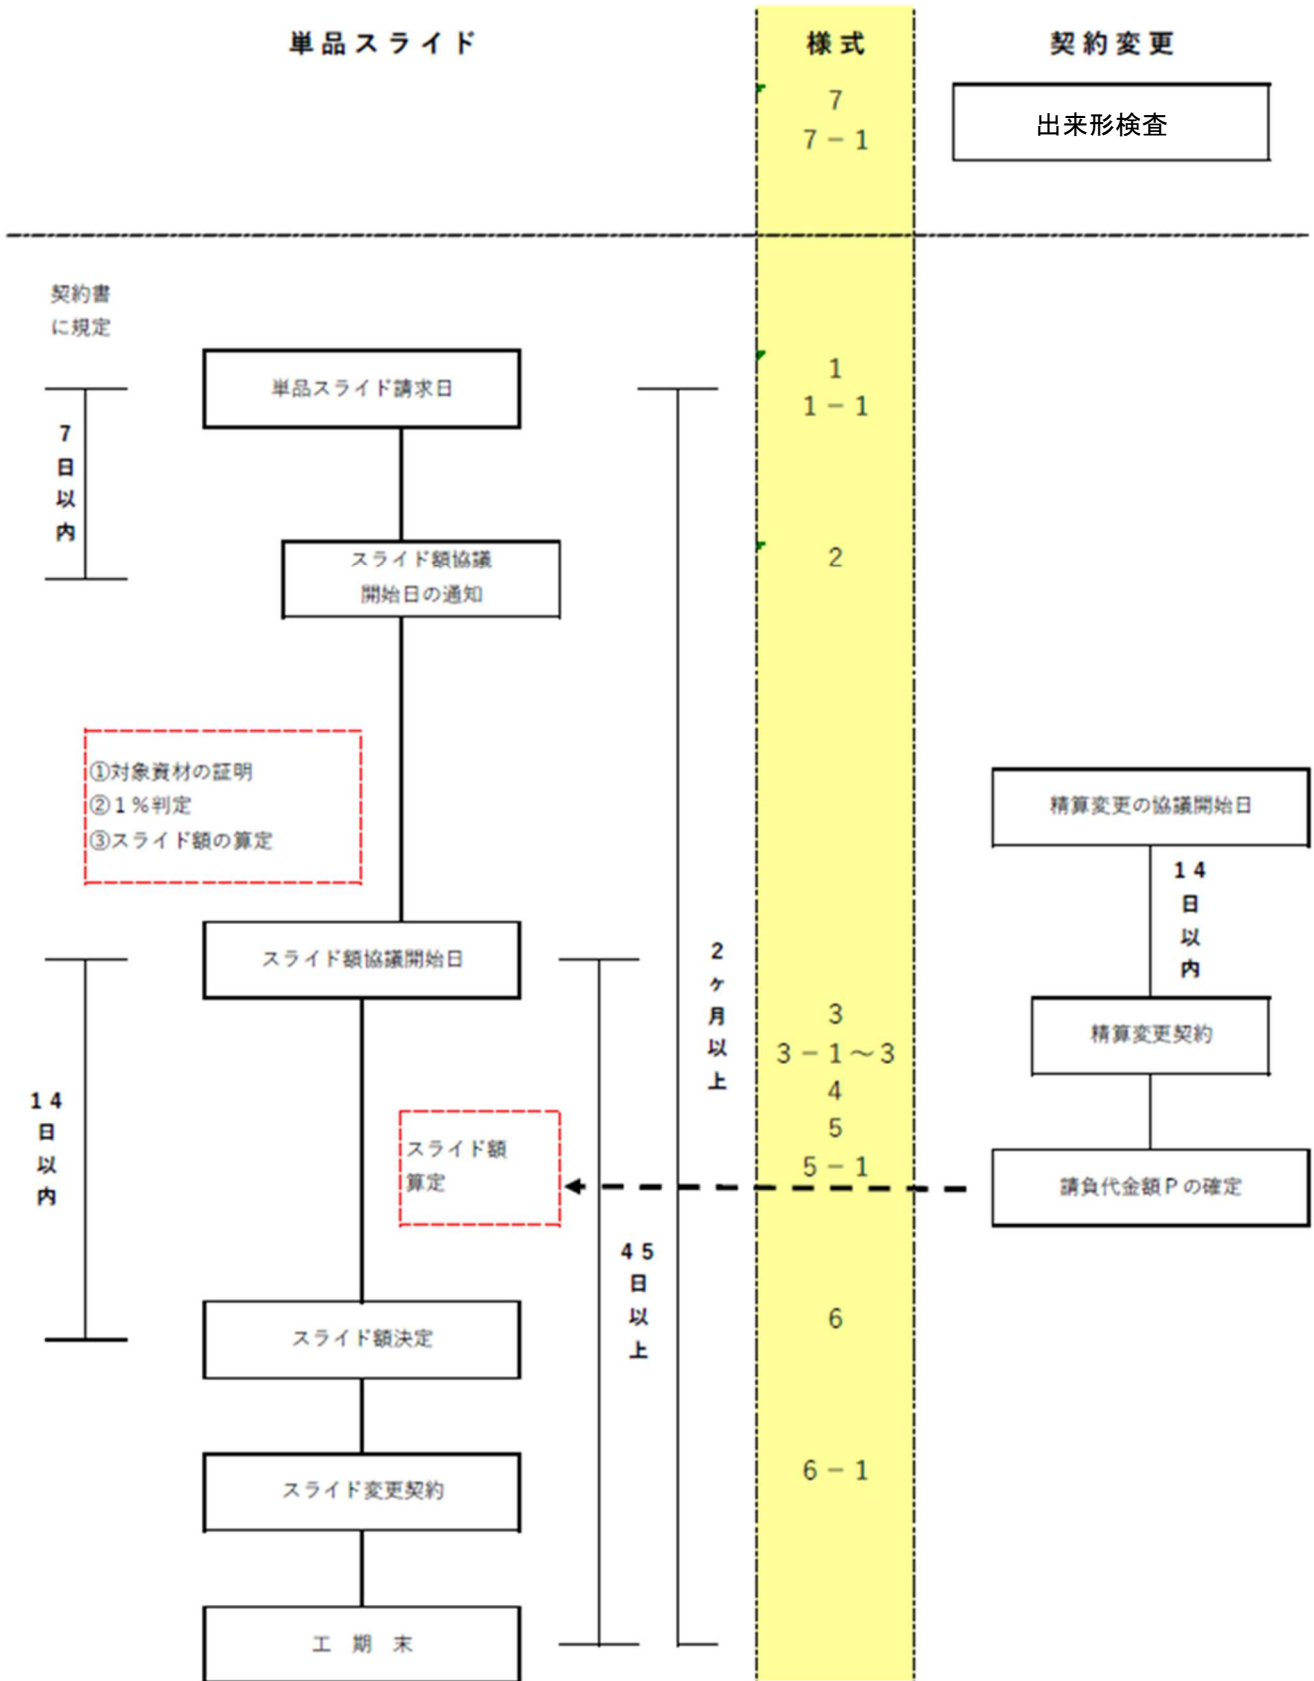 単品スライド
様式
契約変更
7
7－1
出来形検査
契約書
に規定
単品スライド請求日
1
1－1
7日以内
スライド額協議
開始日の通知
2
①対象資材の証明
②1％判定
③スライド額の算定
精算変更の協議開始日
14日以内
スライド額協議開始日
2ヶ月以上
3
3－1～3
4
5
5－1
精算変更契約
14日以内
スライド額
算定
請負代金額Ｐの確定
45日以上
スライド額決定
6
スライド変更契約
6－1
工　期　末